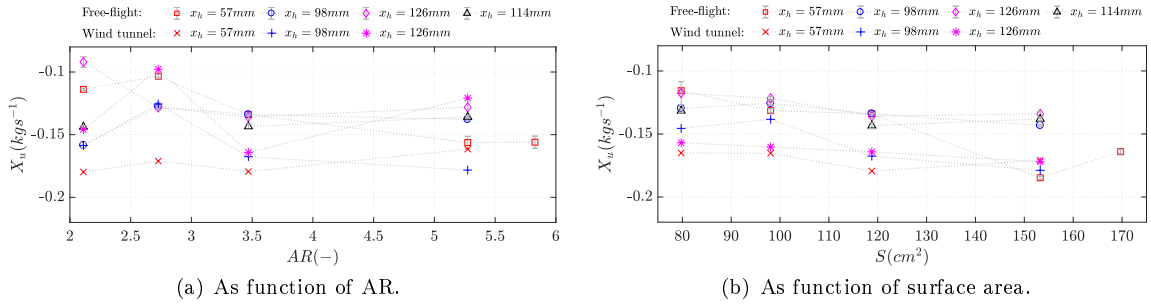 Free-flight: x_h = 57mm x_h = 98mm x_h = 126mm x_h = 114mm
Wind tunnel: x_h = 57mm x_h = 98mm x_h = 126mm
-0.1
-0.15
-0.2
X_u(kgs^{-1})
2 2.5 3 3.5 4 4.5 5 5.5 6
AR(-)
(a) As function of AR.
Free-flight: x_h = 57mm x_h = 98mm x_h = 126mm x_h = 114mm
Wind tunnel: x_h = 57mm x_h = 98mm x_h = 126mm
-0.1
-0.15
-0.2
X_u(kgs^{-1})
80 90 100 110 120 130 140 150 160 170
S(cm^2)
(b) As function of surface area.